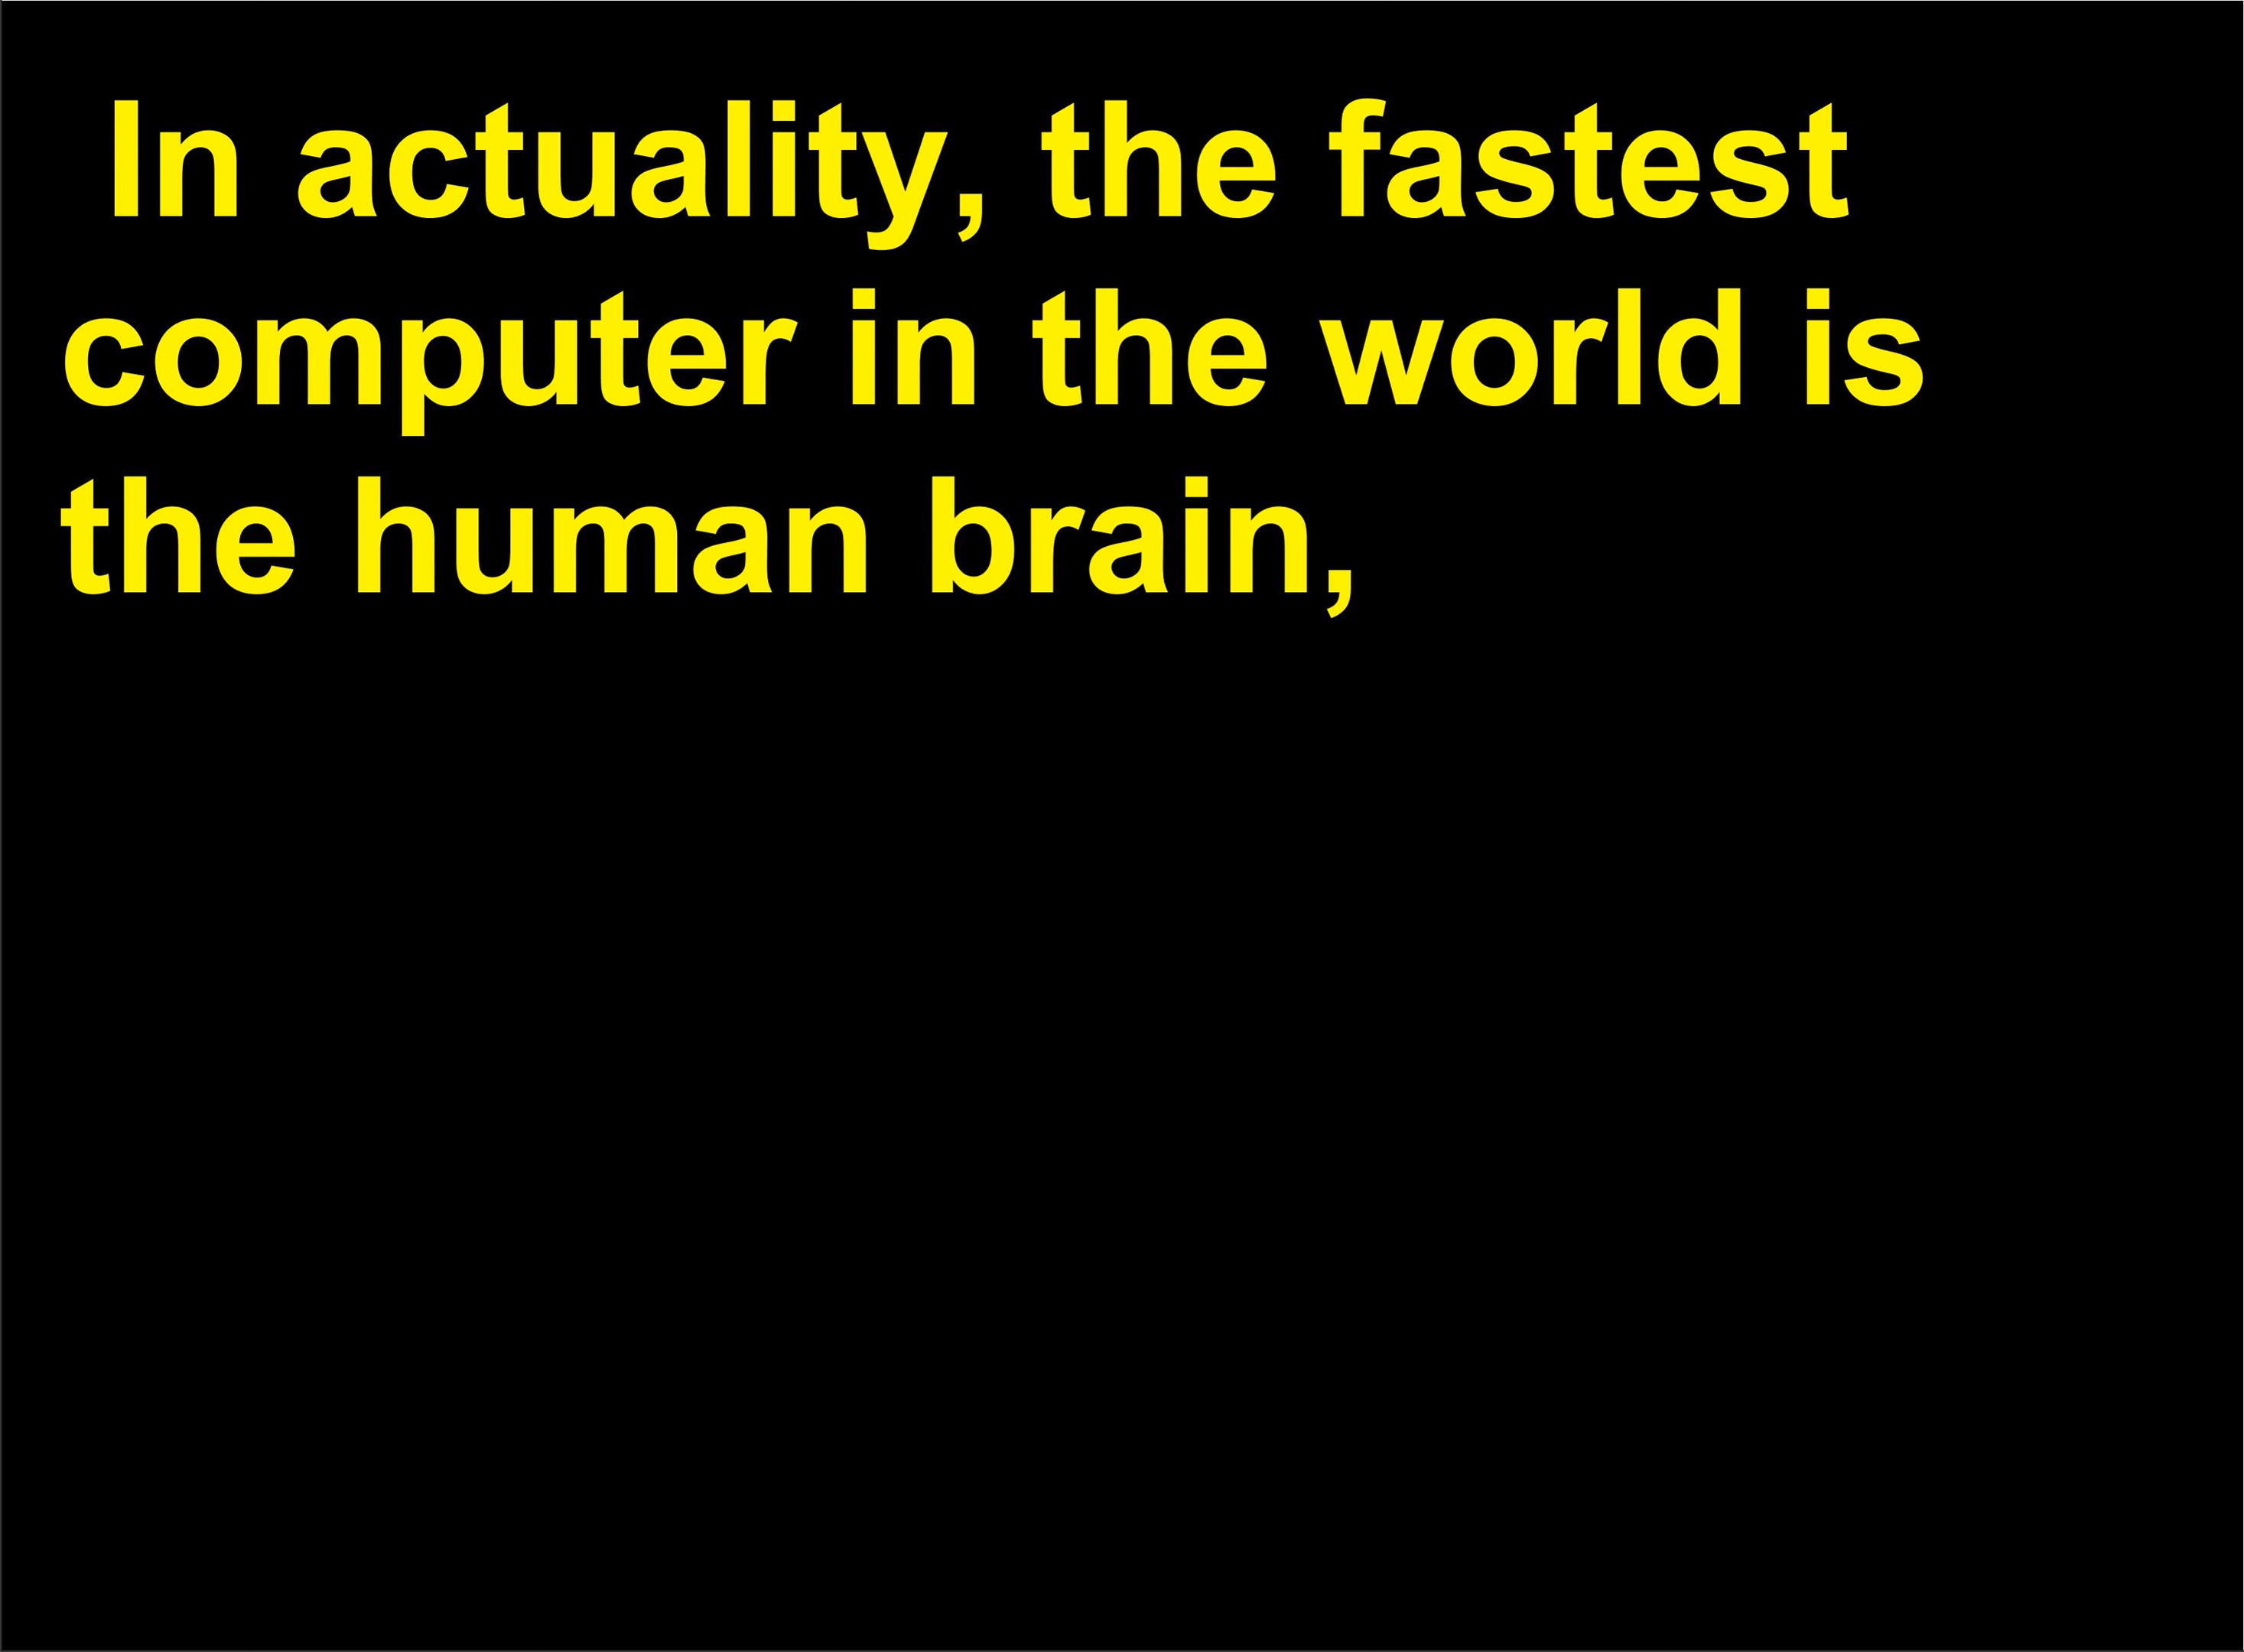 In actuality, the fastest
computer in the world is
the human brain,